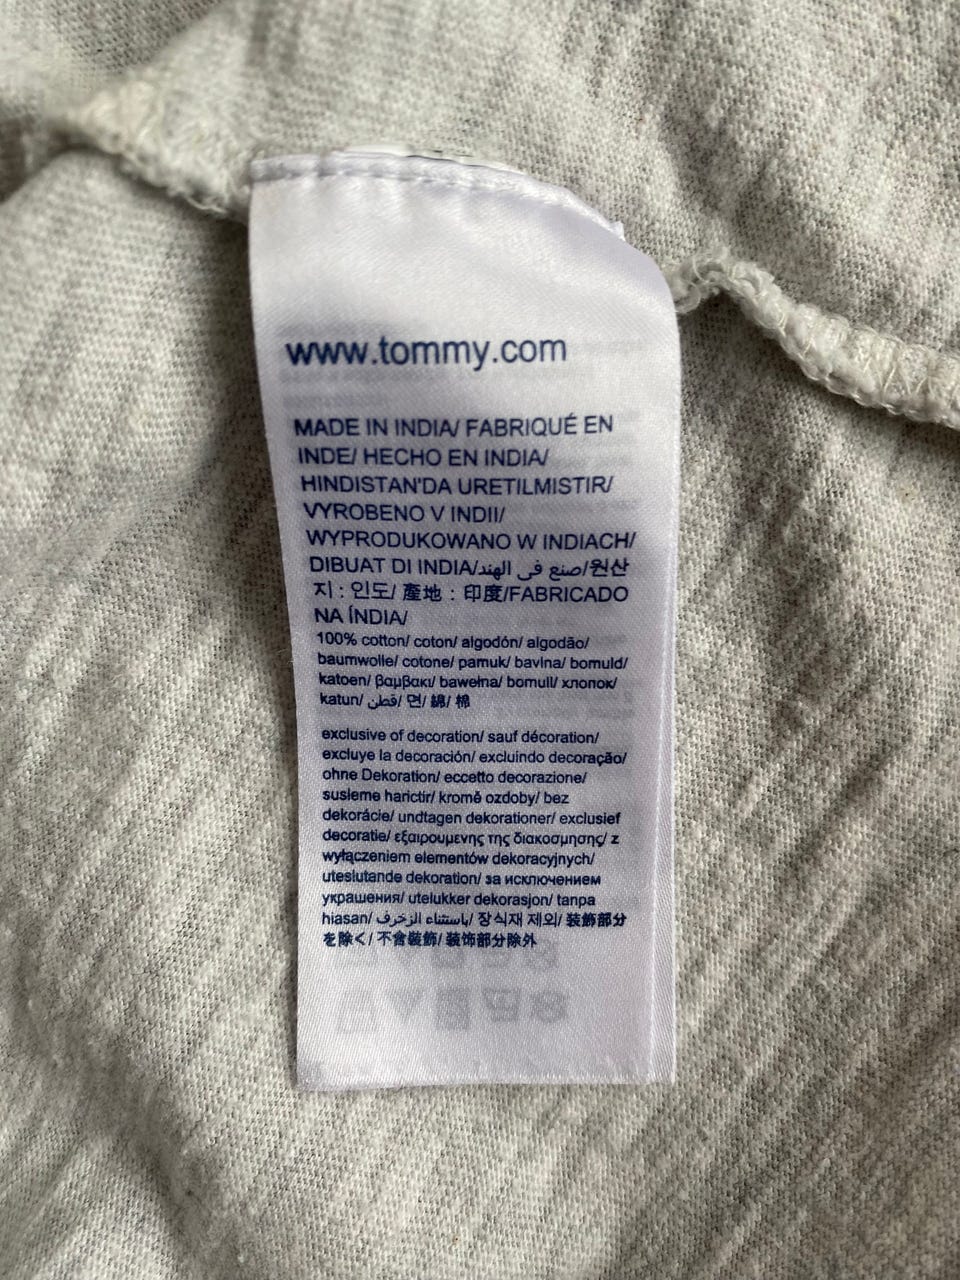 www.tommy.com
MADE IN INDIA/ FABRIQUÉ EN
INDE/ HECHO EN INDIA/
HINDISTAN'DA URETILMISTIR/
VYROBENO V INDII/
WYPRODUKOWANO W INDIACH/
DIBUAT DI INDIA/صنع في الهند/원산
지 : 인도/ 產地 : 印度/FABRICADO
NA ÍNDIA/
100% cotton/ coton/ algodón/ algodão/
baumwolle/ cotone/ pamuk/ bavlna/ bomuld/
katoen/ βαμβακι/ bawełna/ bomull/ хлопок/
katun/ قطن/ 면/ 綿/ 棉
exclusive of decoration/ sauf décoration/
excluye la decoración/ excluindo decoração/
ohne Dekoration/ eccetto decorazione/
susleme harictir/ kromě ozdoby/ bez
dekorácie/ undtagen dekorationer/ exclusief
decoratie/ εξαιρουμενης της διακοσμησης/ z
wyłączeniem elementów dekoracyjnych/
uteslutande dekoration/ за исключением
украшения/ utelukker dekorasjon/ tanpa
hiasan/ باستثناء الزخرف/ 장식재 제외/ 装飾部分
を除く/ 不會裝飾/ 装饰部分除外